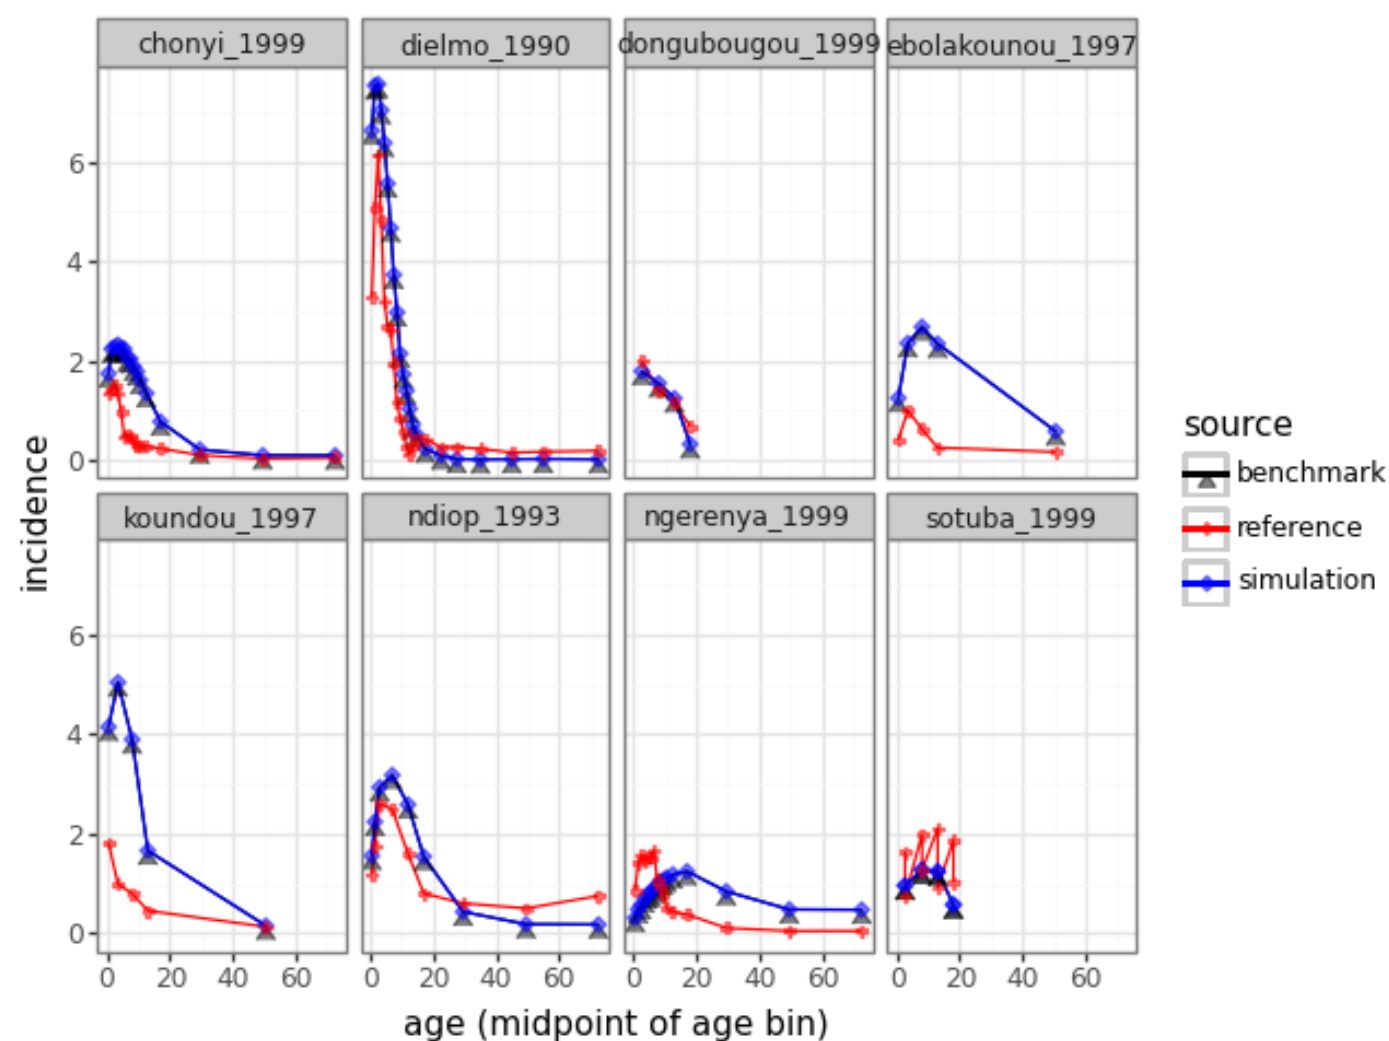 chonyi_1999
dielmo_1990
dongubougou_1999
ebolakounou_1997
6
4
2
0
koundou_1997
ndiop_1993
ngerenya_1999
sotuba_1999
6
4
2
0
0 20 40 60
0 20 40 60
0 20 40 60
0 20 40 60
incidence
age (midpoint of age bin)
source
benchmark
reference
simulation